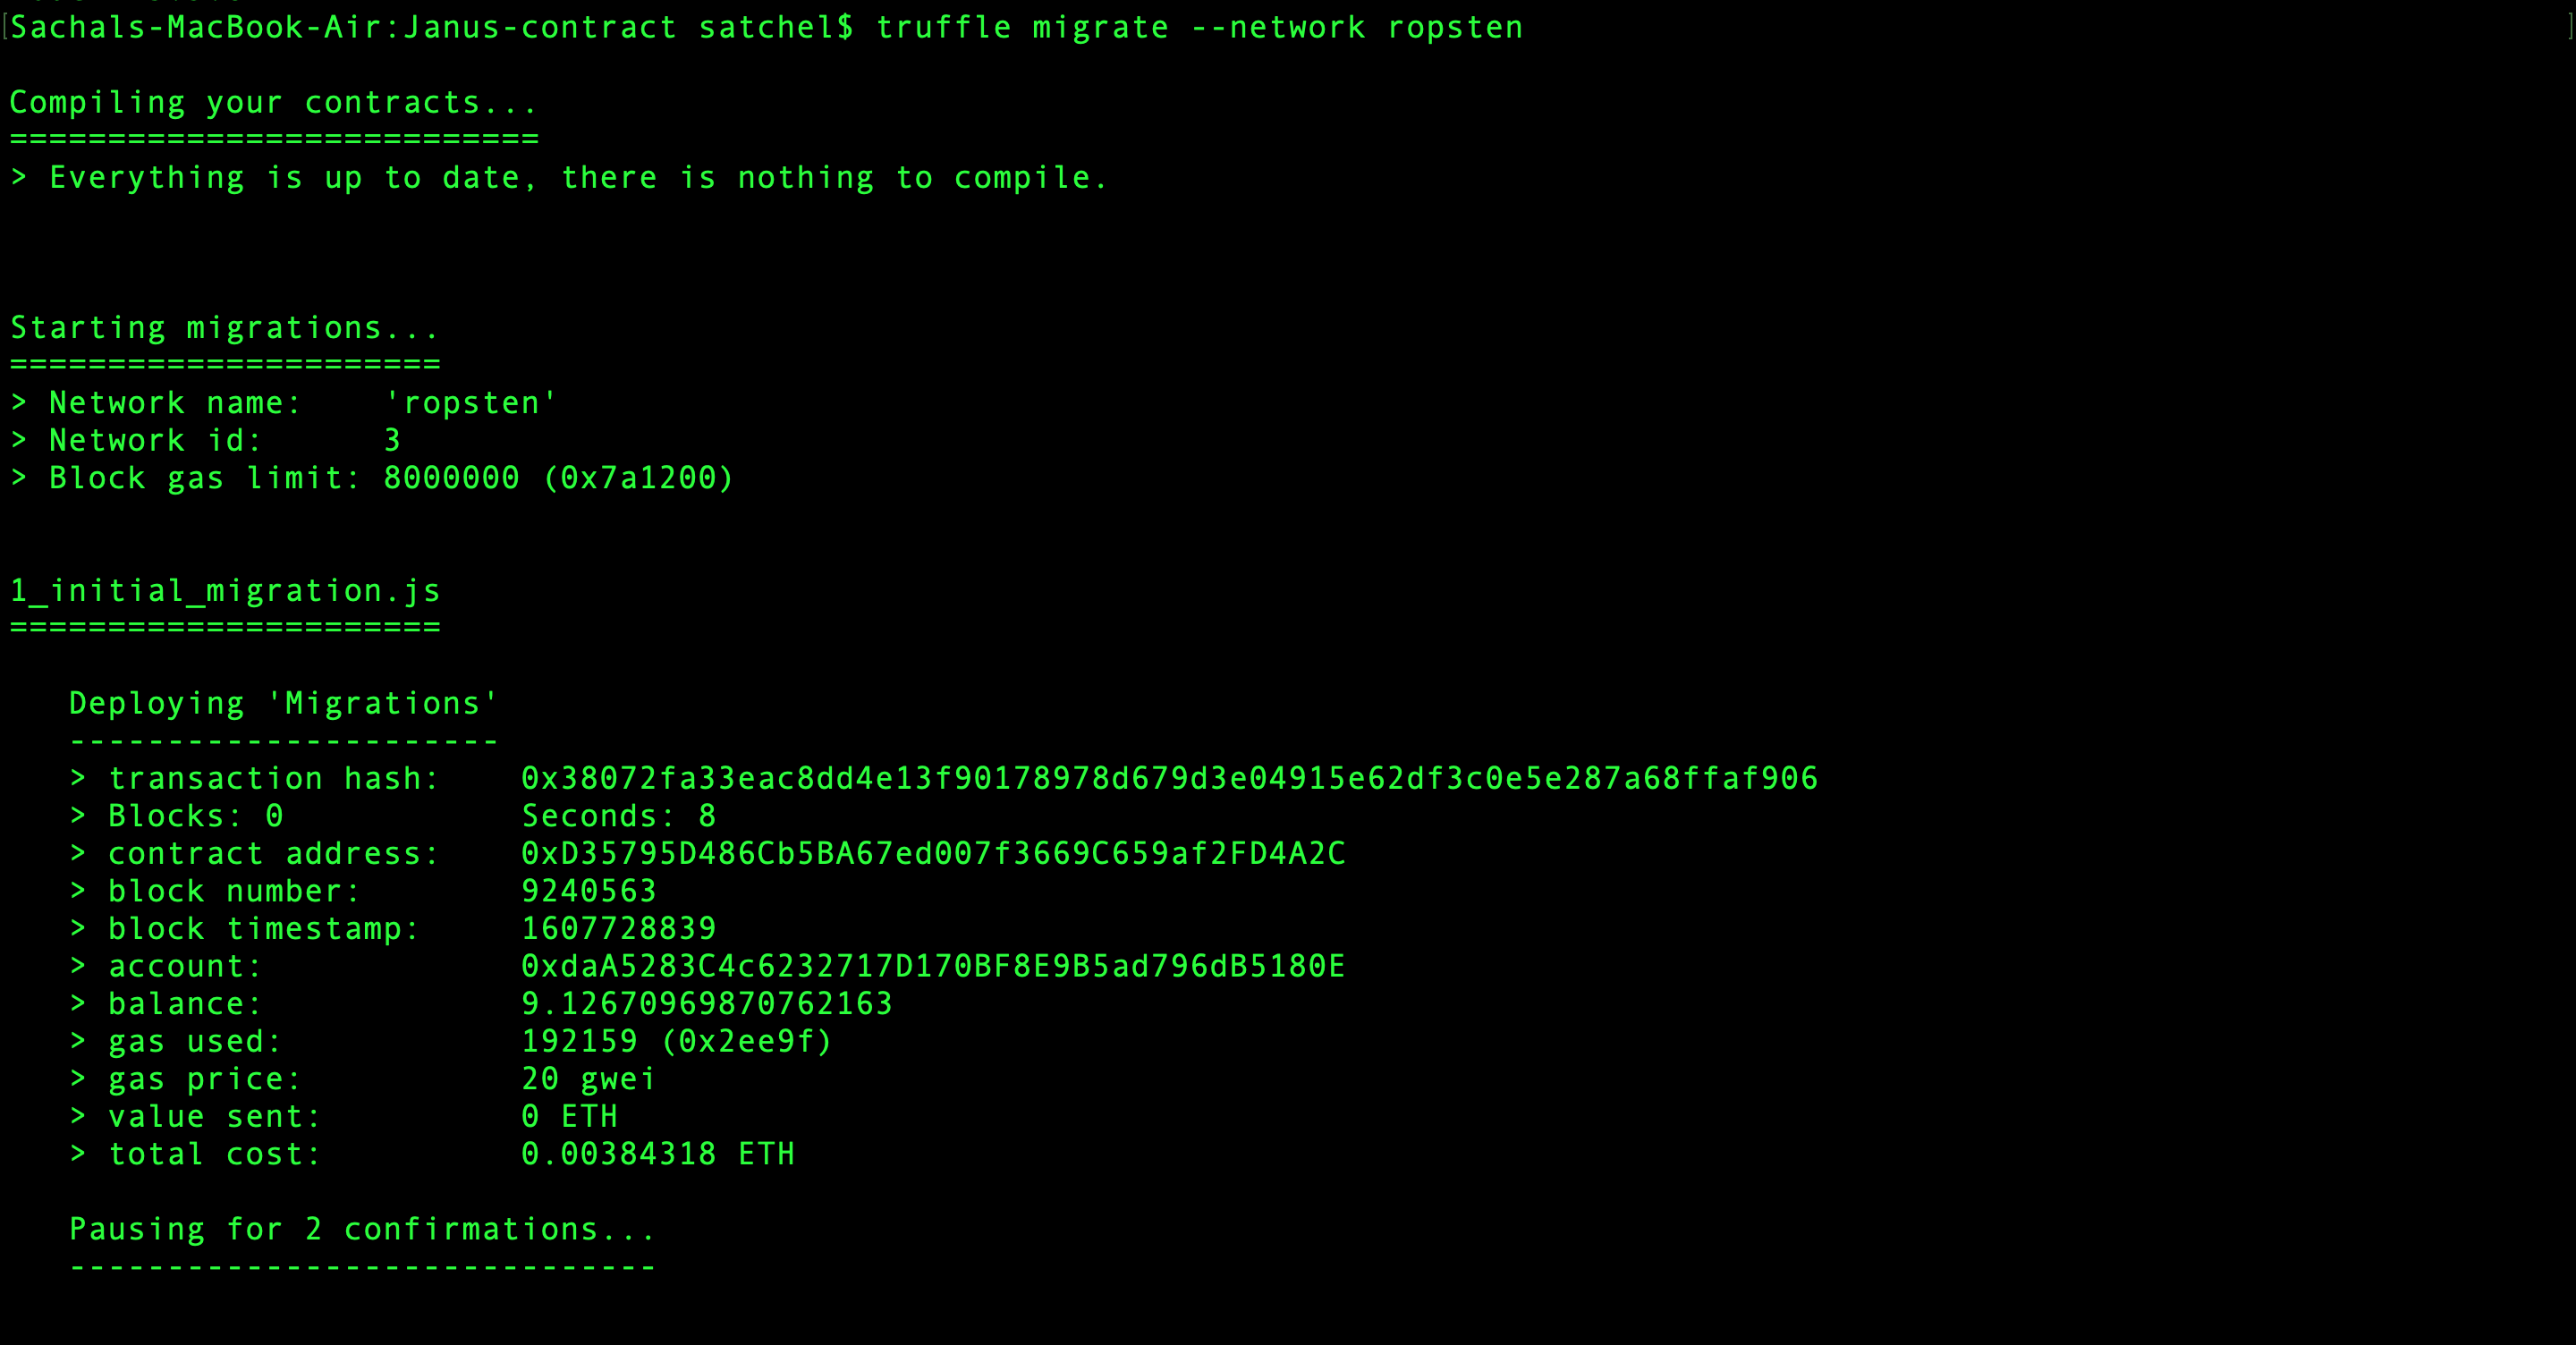 [Sachals-MacBook-Air:Janus-contract satchel$ truffle migrate --network ropsten ]
Compiling your contracts...
===========================
> Everything is up to date, there is nothing to compile.
Starting migrations...
======================
> Network name:    'ropsten'
> Network id:      3
> Block gas limit: 8000000 (0x7a1200)
1_initial_migration.js
======================
   Deploying 'Migrations'
   ----------------------
   > transaction hash:    0x38072fa33eac8dd4e13f90178978d679d3e04915e62df3c0e5e287a68ffaf906
   > Blocks: 0            Seconds: 8
   > contract address:    0xD35795D486Cb5BA67ed007f3669C659af2FD4A2C
   > block number:        9240563
   > block timestamp:     1607728839
   > account:             0xdaA5283C4c6232717D170BF8E9B5ad796dB5180E
   > balance:             9.12670969870762163
   > gas used:            192159 (0x2ee9f)
   > gas price:           20 gwei
   > value sent:          0 ETH
   > total cost:          0.00384318 ETH
   Pausing for 2 confirmations...
   ------------------------------